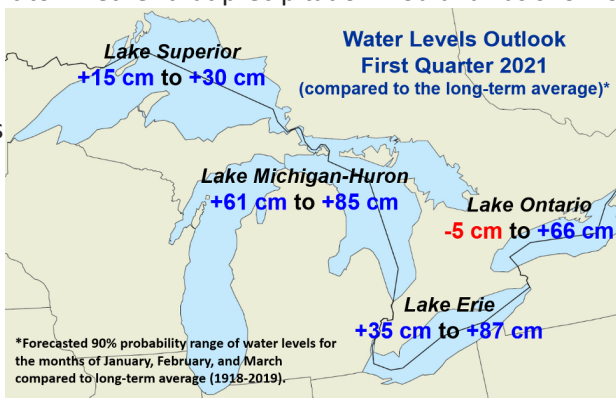 Water Levels Outlook
First Quarter 2021
(compared to the long-term average)*
Lake Superior
+15 cm to +30 cm
Lake Michigan-Huron
+61 cm to +85 cm
Lake Ontario
-5 cm to +66 cm
Lake Erie
+35 cm to +87 cm
*Forecasted 90% probability range of water levels for
the months of January, February, and March
compared to long-term average (1918-2019).